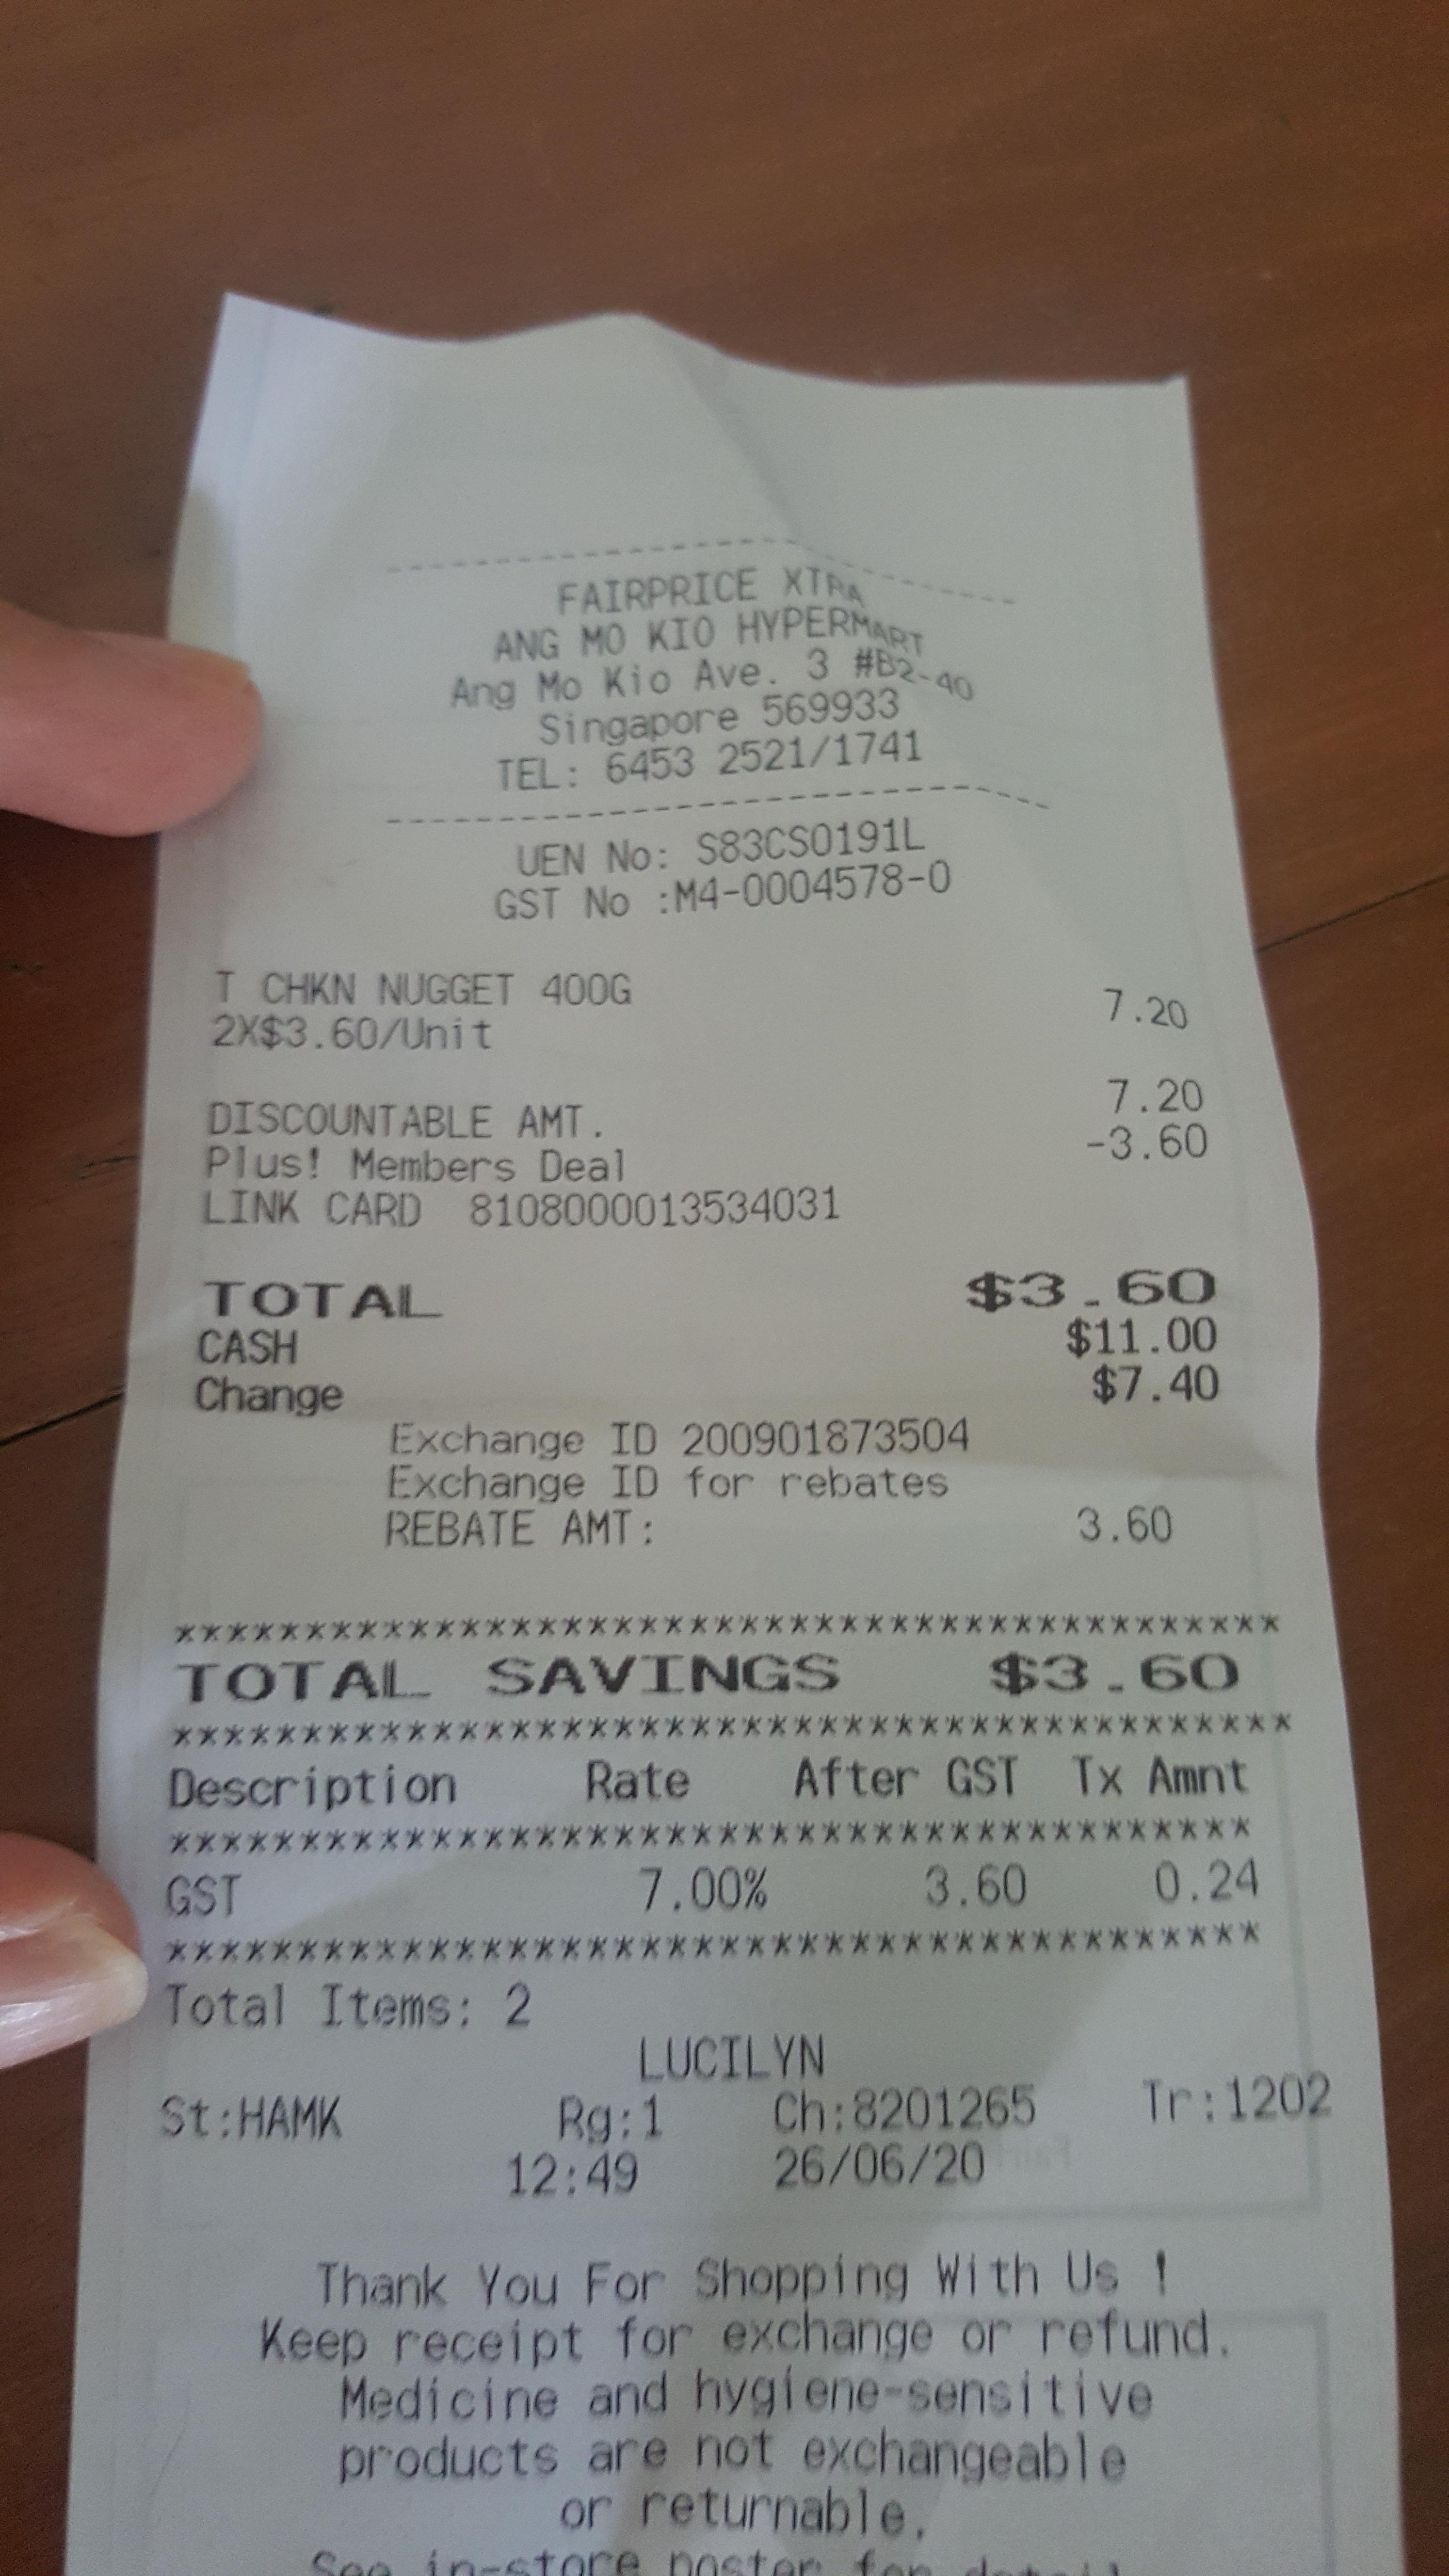 FAIRPRICE XTRA
ANG MO KIO HYPERMART
Ang Mo Kio Ave. 3 #B2-40
Singapore 569933
TEL: 6453 2521/1741
UEN No: S83CS0191L
GST No :M4-0004578-0
T CHKN NUGGET 400G
2X$3.60/Unit 7.20
DISCOUNTABLE AMT. 7.20
Plus! Members Deal -3.60
LINK CARD 8108000013534031
TOTAL $3.60
CASH $11.00
Change $7.40
Exchange ID 200901873504
Exchange ID for rebates
REBATE AMT: 3.60
******************************************
TOTAL SAVINGS $3.60
******************************************
Description Rate After GST Tx Amnt
******************************************
GST 7.00% 3.60 0.24
******************************************
Total Items: 2
LUCILYN
St:HAMK Rg:1 Ch:8201265 Tr:1202
12:49 26/06/20
Thank You For Shopping With Us !
Keep receipt for exchange or refund.
Medicine and hygiene-sensitive
products are not exchangeable
or returnable.
See in-store poster for detail